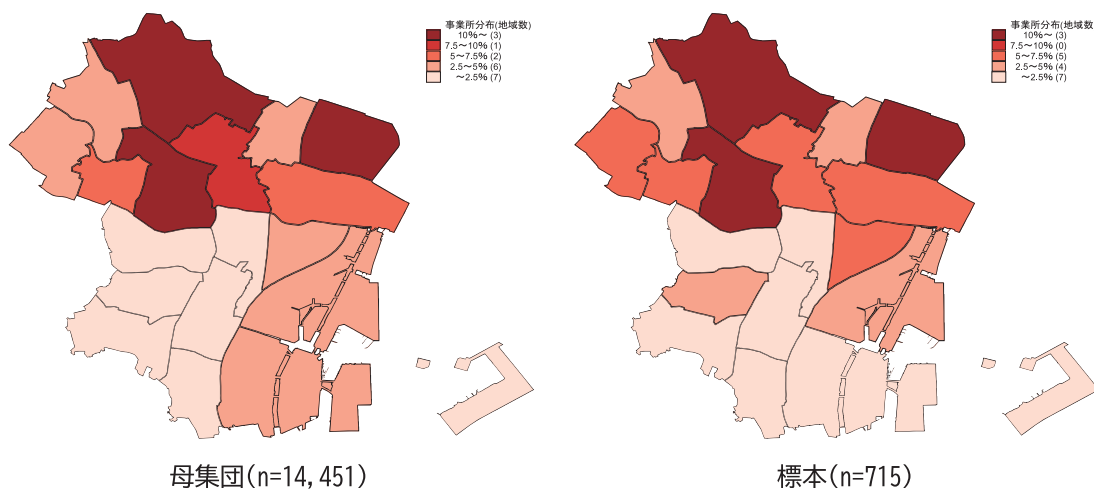 事業所分布(地域数)
10%～ (3)
7.5～10% (1)
5～7.5% (2)
2.5～5% (6)
～2.5% (7)
事業所分布(地域数)
10%～ (3)
7.5～10% (0)
5～7.5% (5)
2.5～5% (4)
～2.5% (7)
母集団(n=14,451)
標本(n=715)